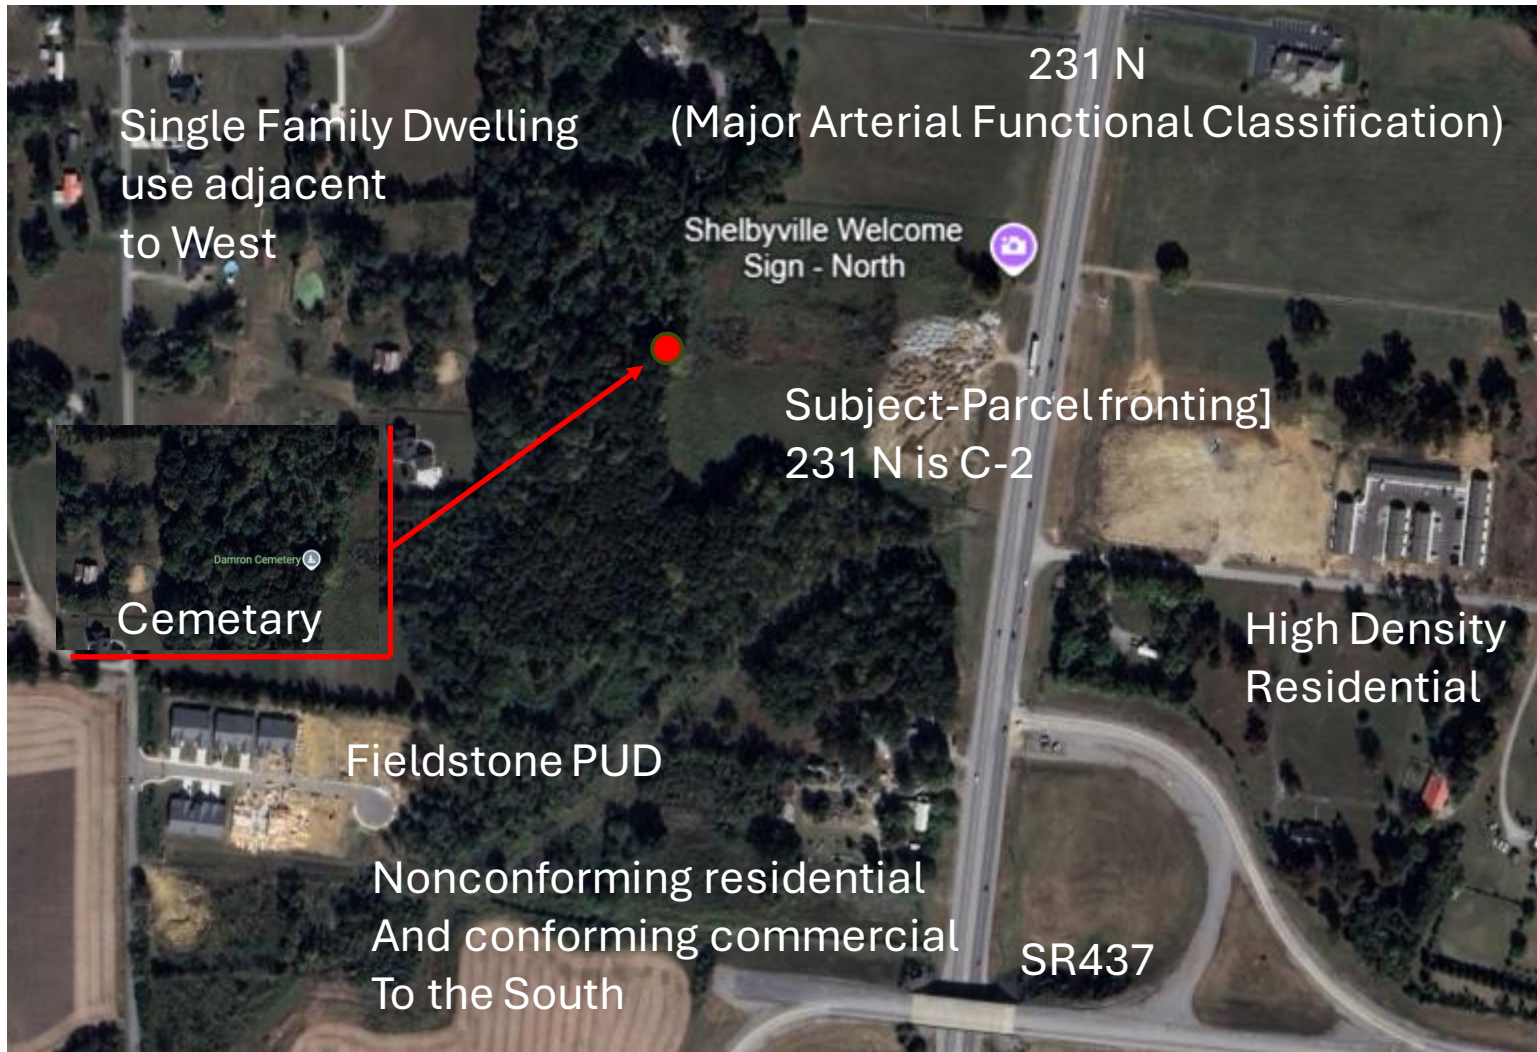 231 N
(Major Arterial Functional Classification)
Single Family Dwelling
use adjacent
to West
Shelbyville Welcome
Sign - North
Subject-Parcel fronting]
231 N is C-2
Damron Cemetery
Cemetary
High Density
Residential
Fieldstone PUD
Nonconforming residential
And conforming commercial
To the South
SR437